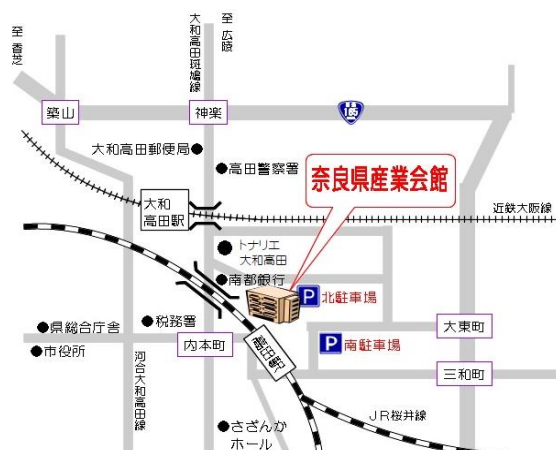 至 香芝
大和高田斑鳩線
至 広陵
築山
神楽
165
大和高田郵便局
高田警察署
奈良県産業会館
大和
高田駅
近鉄大阪線
トナリエ
大和高田
南都銀行
P 北駐車場
県総合庁舎
税務署
大東町
市役所
内本町
高田駅
P 南駐車場
三和町
河合大和高田線
JR桜井線
さざんか
ホール